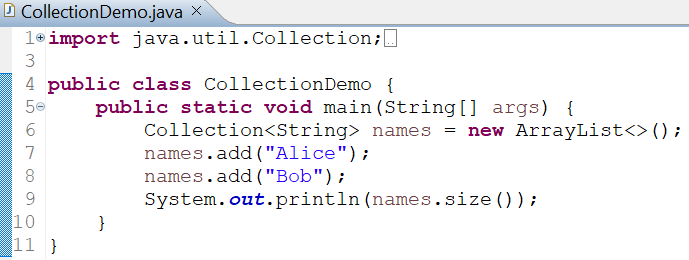 CollectionDemo.java
1 import java.util.Collection;
3
4 public class CollectionDemo {
5     public static void main(String[] args) {
6         Collection<String> names = new ArrayList<>();
7         names.add("Alice");
8         names.add("Bob");
9         System.out.println(names.size());
10     }
11 }